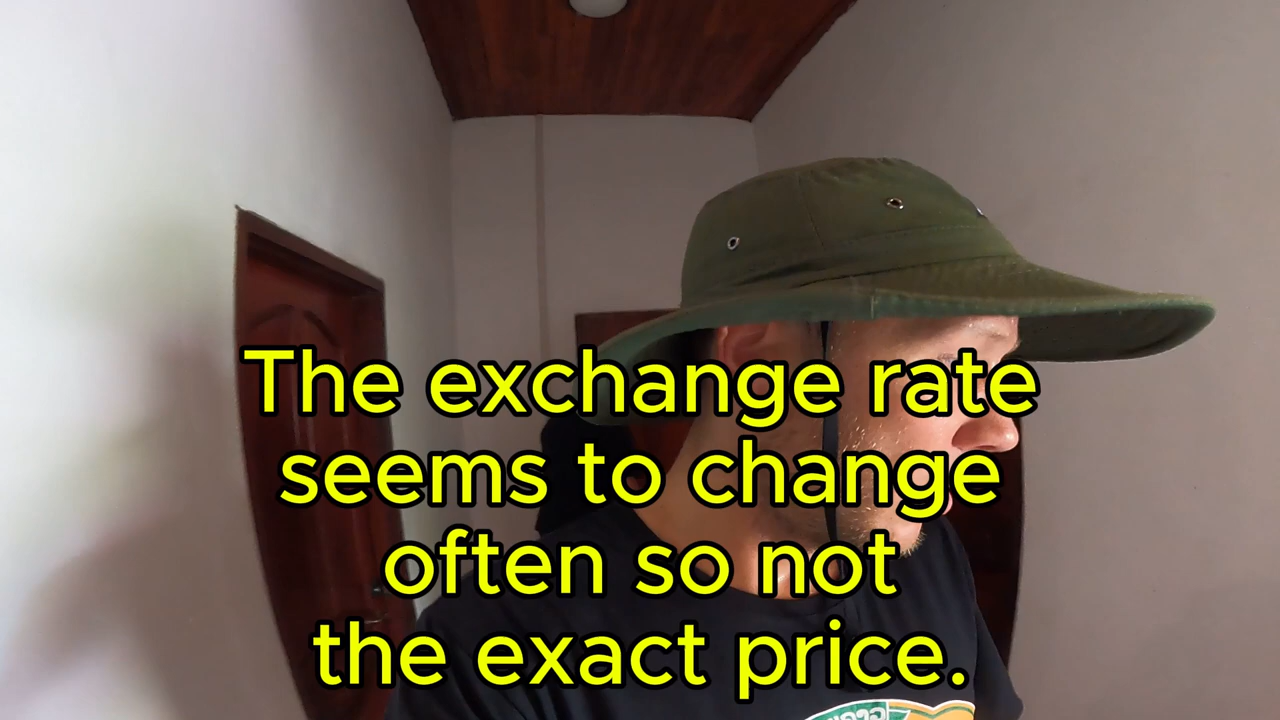 The exchange rate
seems to change
often so not
the exact price.